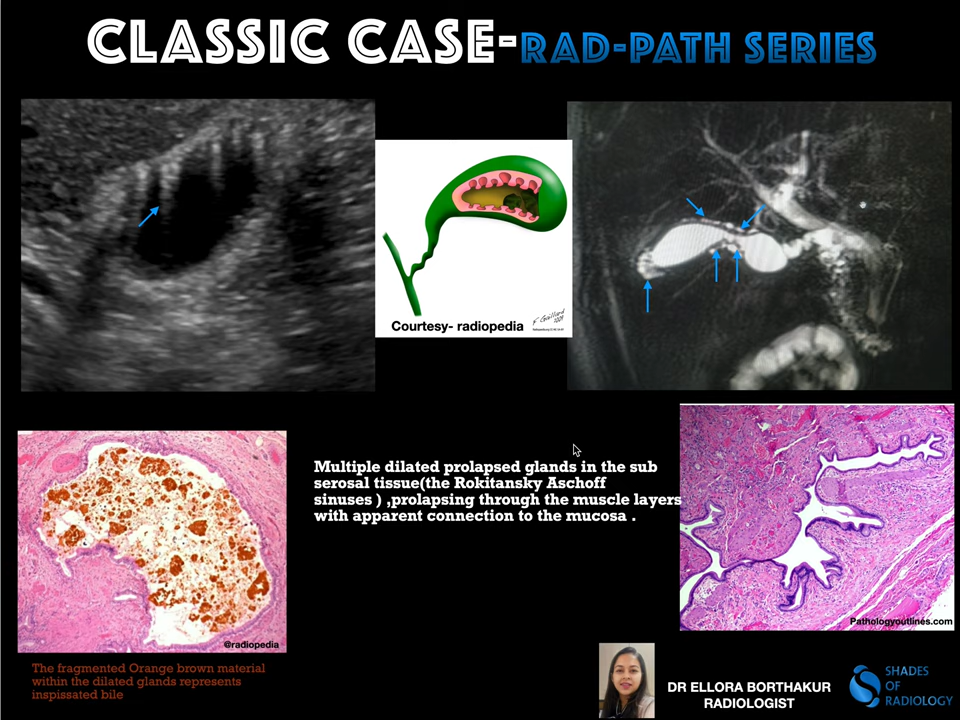 CLASSIC CASE-RAD-PATH SERIES
Courtesy- radiopedia
Multiple dilated prolapsed glands in the sub
serosal tissue(the Rokitansky Aschoff
sinuses ) ,prolapsing through the muscle layers
with apparent connection to the mucosa .
@radiopedia
Pathologyoutlines.com
The fragmented Orange brown material
within the dilated glands represents
inspissated bile
DR ELLORA BORTHAKUR
RADIOLOGIST
SHADES
OF
RADIOLOGY